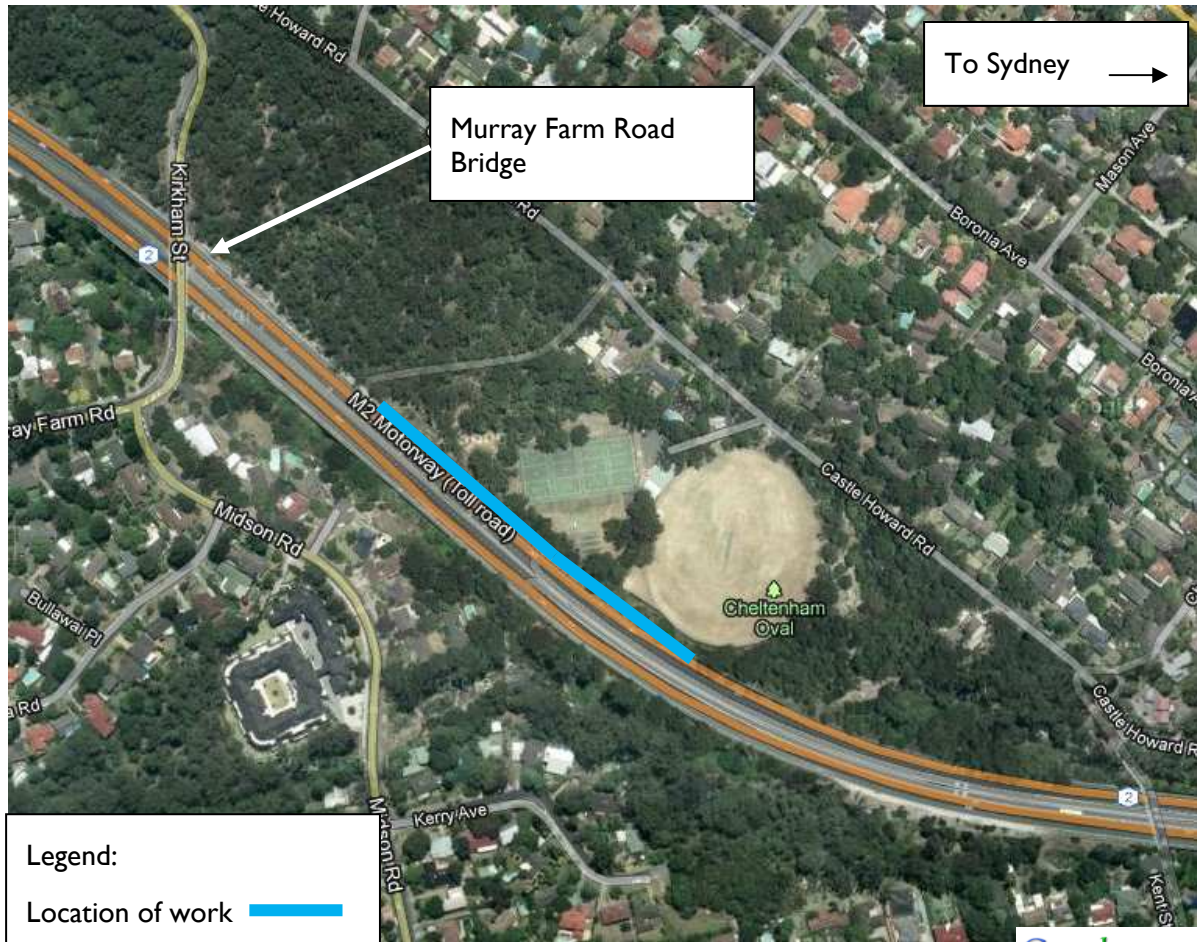 Howard Rd
To Sydney
Murray Farm Road
Bridge
Rd
Mason Ave
Kirkham St
Boronia Ave
2
Boronia
ray Farm Rd
M2 Motorway (Toll road)
Castle Howard Rd
Midson Rd
Bullawai Pl
Cheltenham
Oval
a Rd
Castle Howard R
2
Kerry Ave
Midson Rd
Kent St
Legend:
Location of work